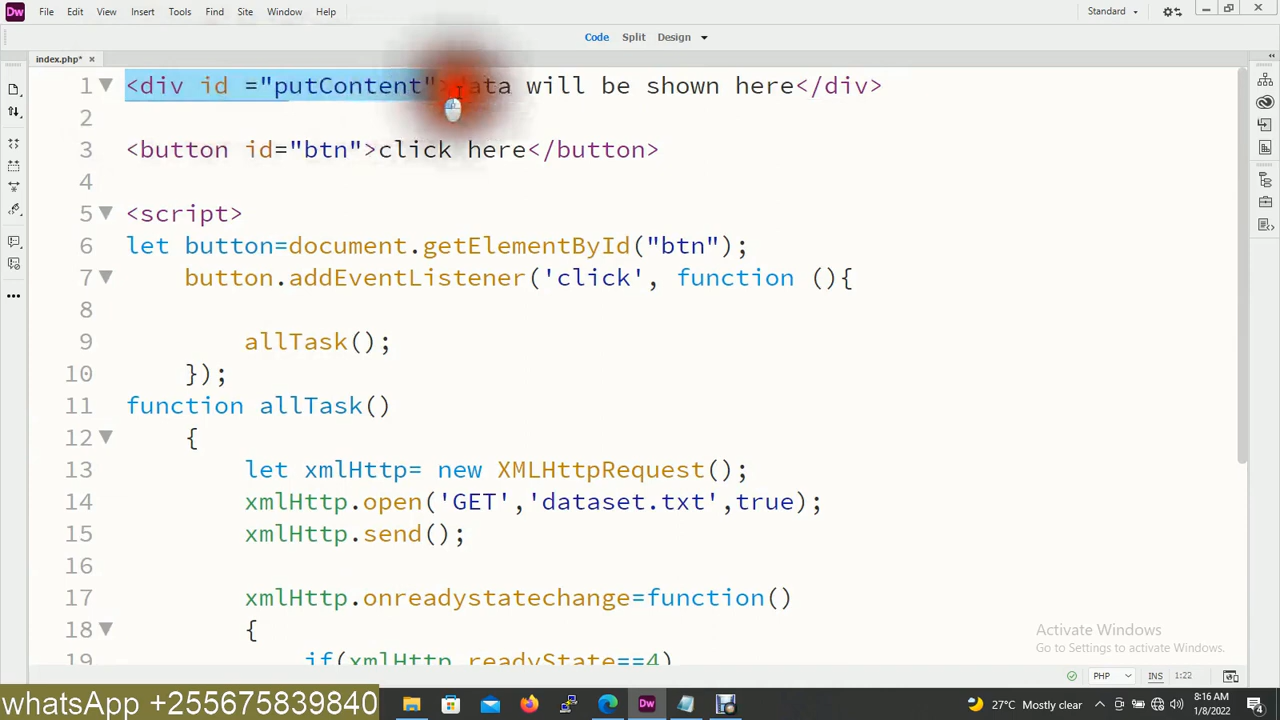 Dw File Edit View Insert Tools Find Site Window Help Standard
Code Split Design
index.php*
1 <div id ="putContent">data will be shown here</div>
2
3 <button id="btn">click here</button>
4
5 <script>
6 let button=document.getElementById("btn");
7 button.addEventListener('click', function (){
8
9 allTask();
10 });
11 function allTask()
12 {
13 let xmlHttp= new XMLHttpRequest();
14 xmlHttp.open('GET','dataset.txt',true);
15 xmlHttp.send();
16
17 xmlHttp.onreadystatechange=function()
18 {
19 if(xmlHttp.readyState==4)
Activate Windows
Go to Settings to activate Windows.
PHP INS 1:22
whatsApp +255675839840
Dw 27°C Mostly clear 8:16 AM
1/8/2022 4